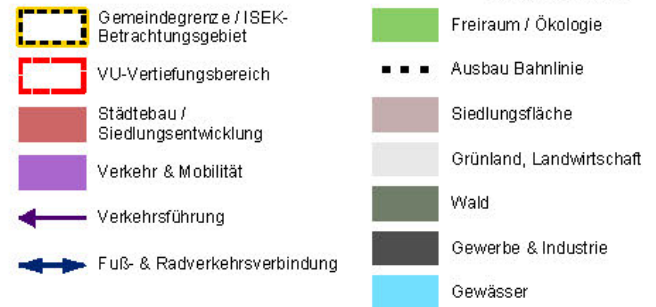 Gemeindegrenze / ISEK-
Betrachtungsgebiet
VU-Vertiefungsbereich
Städtebau /
Siedlungsentwicklung
Verkehr & Mobilität
Verkehrsführung
Fuß- & Radverkehrsverbindung
Freiraum / Ökologie
Ausbau Bahnlinie
Siedlungsfläche
Grünland, Landwirtschaft
Wald
Gewerbe & Industrie
Gewässer